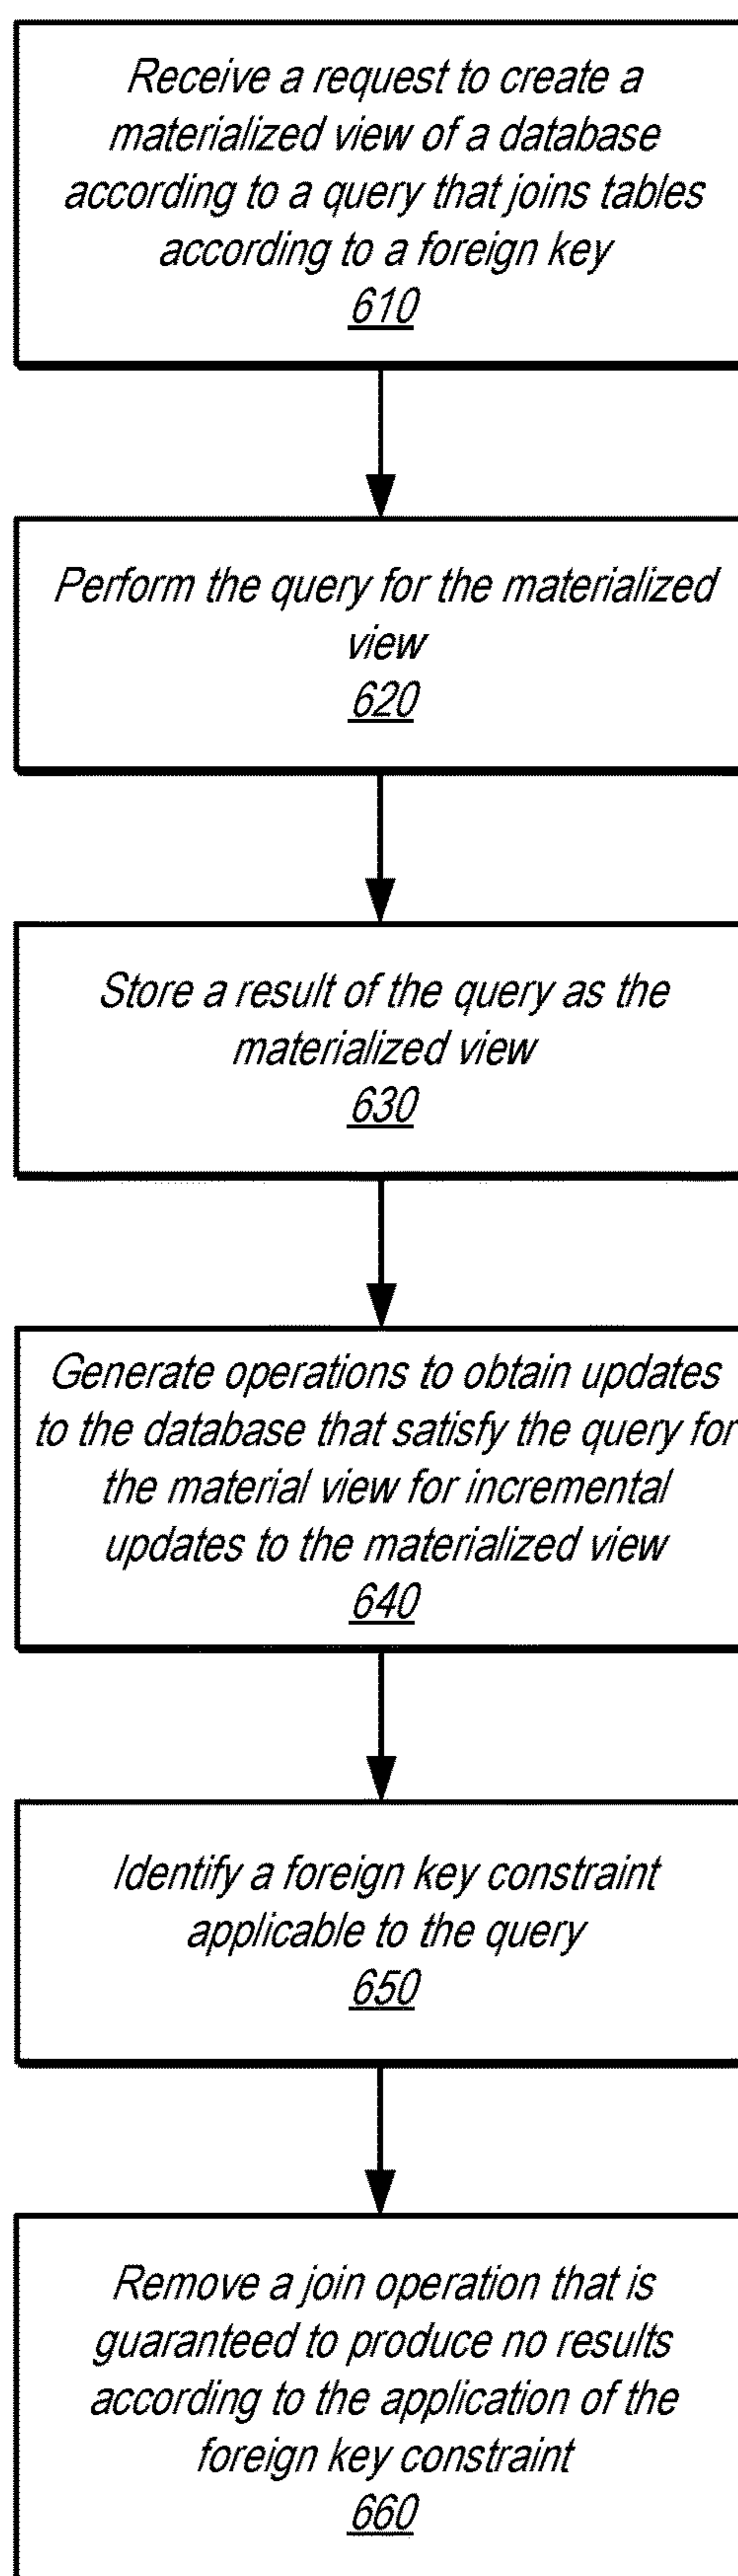 Receive a request to create a
materialized view of a database
according to a query that joins tables
according to a foreign key
610
Perform the query for the materialized
view
620
Store a result of the query as the
materialized view
630
Generate operations to obtain updates
to the database that satisfy the query for
the material view for incremental
updates to the materialized view
640
Identify a foreign key constraint
applicable to the query
650
Remove a join operation that is
guaranteed to produce no results
according to the application of the
foreign key constraint
660